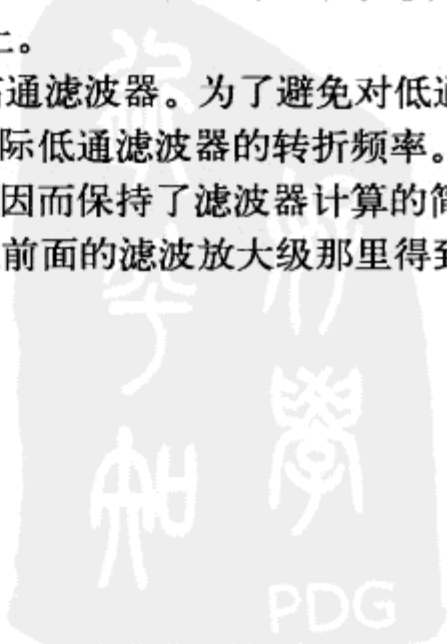 上。
高通滤波器。为了避免对低通
际低通滤波器的转折频率。
因而保持了滤波器计算的简
前面的滤波放大级那里得到
PDG